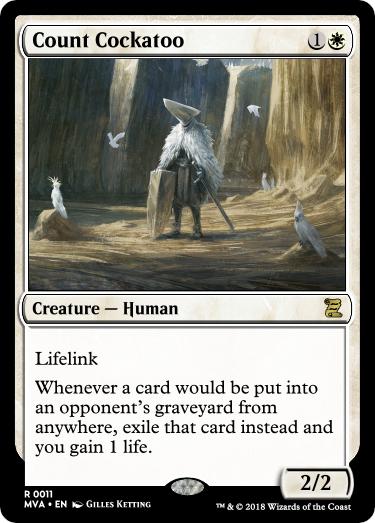 Count Cockatoo 1
Creature — Human
Lifelink
Whenever a card would be put into
an opponent's graveyard from
anywhere, exile that card instead and
you gain 1 life.
2/2
R 0011
MVA • EN GILLES KETTING
™ & © 2018 Wizards of the Coast